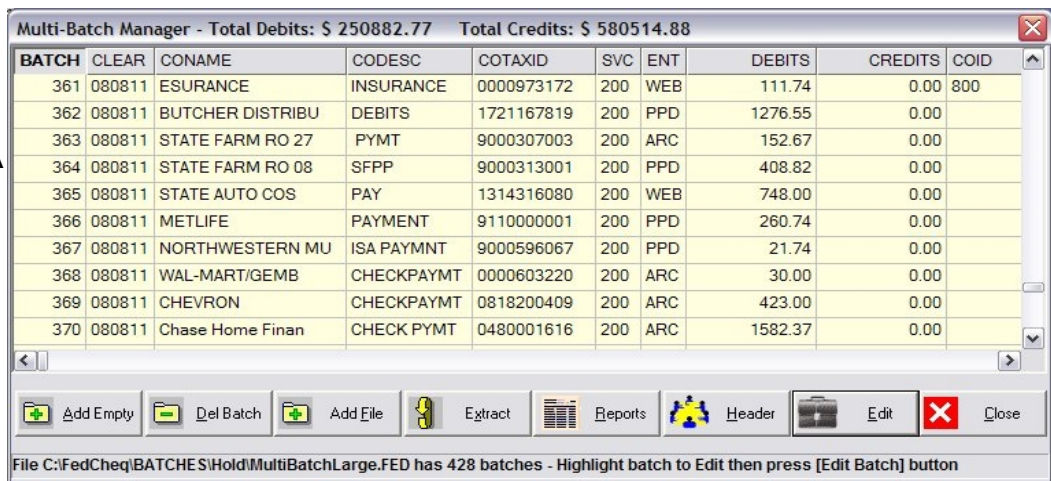 Multi-Batch Manager - Total Debits: $ 250882.77 Total Credits: $ 580514.88
BATCH CLEAR CONAME CODESC COTAXID SVC ENT DEBITS CREDITS COID
361 080811 ESURANCE INSURANCE 0000973172 200 WEB 111.74 0.00 800
362 080811 BUTCHER DISTRIBU DEBITS 1721167819 200 PPD 1276.55 0.00
363 080811 STATE FARM RO 27 PYMT 9000307003 200 ARC 152.67 0.00
364 080811 STATE FARM RO 08 SFPP 9000313001 200 PPD 408.82 0.00
365 080811 STATE AUTO COS PAY 1314316080 200 WEB 748.00 0.00
366 080811 METLIFE PAYMENT 9110000001 200 PPD 260.74 0.00
367 080811 NORTHWESTERN MU ISA PAYMNT 9000596067 200 PPD 21.74 0.00
368 080811 WAL-MART/GEMB CHECKPAYMT 0000603220 200 ARC 30.00 0.00
369 080811 CHEVRON CHECKPAYMT 0818200409 200 ARC 423.00 0.00
370 080811 Chase Home Finan CHECK PYMT 0480001616 200 ARC 1582.37 0.00
Add Empty Del Batch Add File Extract Reports Header Edit Close
File C:\FedCheq\BATCHES\Hold\MultiBatchLarge.FED has 428 batches - Highlight batch to Edit then press [Edit Batch] button